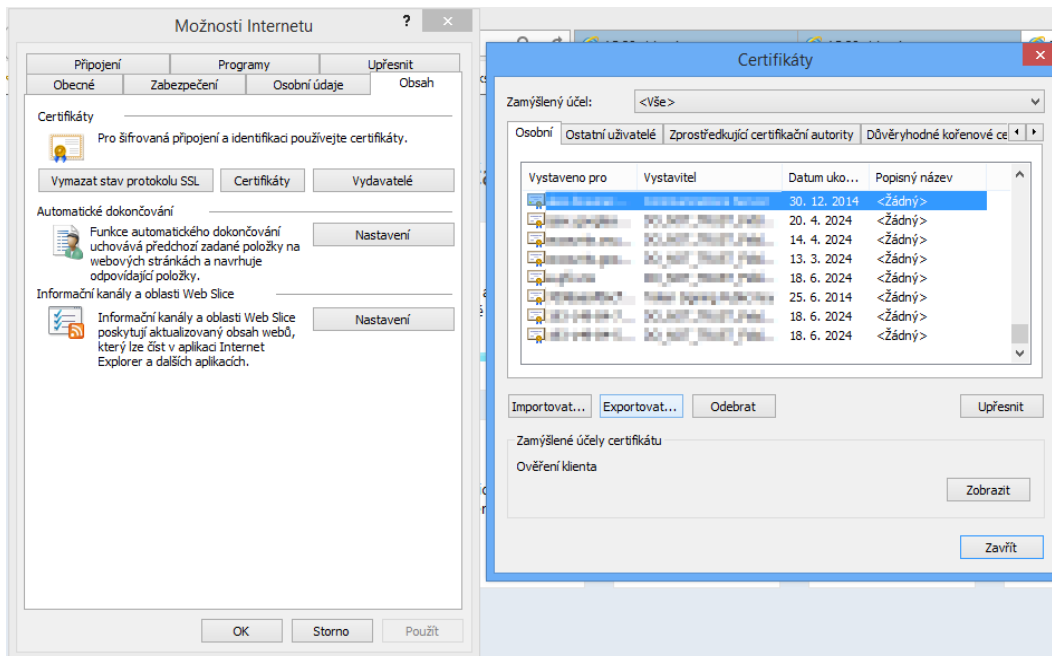 Možnosti Internetu
?
Připojení
Programy
Upřesnit
Obecné
Zabezpečení
Osobní údaje
Obsah
Certifikáty
Pro šifrovaná připojení a identifikaci používejte certifikáty.
Vymazat stav protokolu SSL
Certifikáty
Vydavatelé
Automatické dokončování
Funkce automatického dokončování
uchovává předchozí zadané položky na
webových stránkách a navrhuje
odpovídající položky.
Nastavení
Informační kanály a oblasti Web Slice
Informační kanály a oblasti Web Slice
poskytují aktualizovaný obsah webů,
který lze číst v aplikaci Internet
Explorer a dalších aplikacích.
Nastavení
OK
Storno
Použít
Certifikáty
Zamýšlený účel:
<Vše>
Osobní
Ostatní uživatelé
Zprostředkující certifikační autority
Důvěryhodné kořenové ce
Vystaveno pro
Vystavitel
Datum uko...
Popisný název
30. 12. 2014 <Žádný>
20. 4. 2024 <Žádný>
14. 4. 2024 <Žádný>
13. 3. 2024 <Žádný>
18. 6. 2024 <Žádný>
25. 6. 2014 <Žádný>
18. 6. 2024 <Žádný>
18. 6. 2024 <Žádný>
Importovat...
Exportovat...
Odebrat
Upřesnit
Zamýšlené účely certifikátu
Ověření klienta
Zobrazit
Zavřít